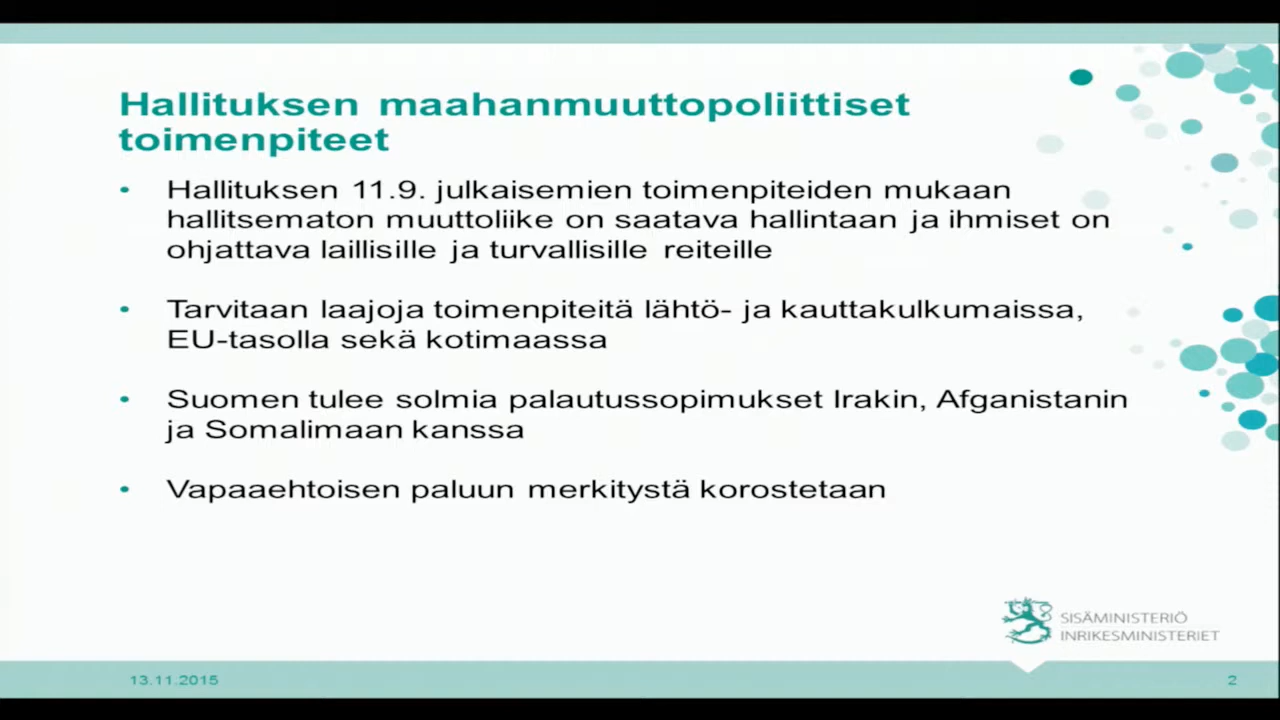 Hallituksen maahanmuuttopoliittiset
toimenpiteet
• Hallituksen 11.9. julkaisemien toimenpiteiden mukaan
hallitsematon muuttoliike on saatava hallintaan ja ihmiset on
ohjattava laillisille ja turvallisille reiteille
• Tarvitaan laajoja toimenpiteitä lähtö- ja kauttakulkumaissa,
EU-tasolla sekä kotimaassa
• Suomen tulee solmia palautussopimukset Irakin, Afganistanin
ja Somalimaan kanssa
• Vapaaehtoisen paluun merkitystä korostetaan
SISÄMINISTERIÖ
INRIKESMINISTERIET
13.11.2015
2